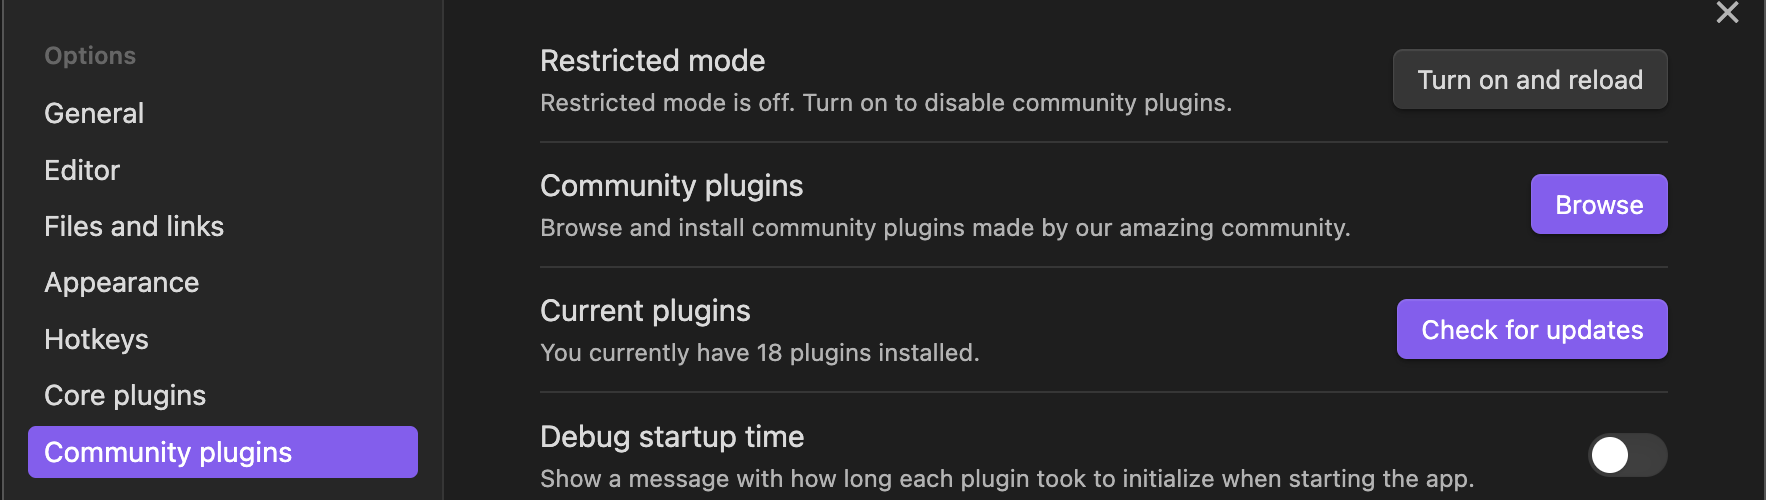 Options
General
Editor
Files and links
Appearance
Hotkeys
Core plugins
Community plugins
Restricted mode
Restricted mode is off. Turn on to disable community plugins.
Turn on and reload
Community plugins
Browse and install community plugins made by our amazing community.
Browse
Current plugins
You currently have 18 plugins installed.
Check for updates
Debug startup time
Show a message with how long each plugin took to initialize when starting the app.